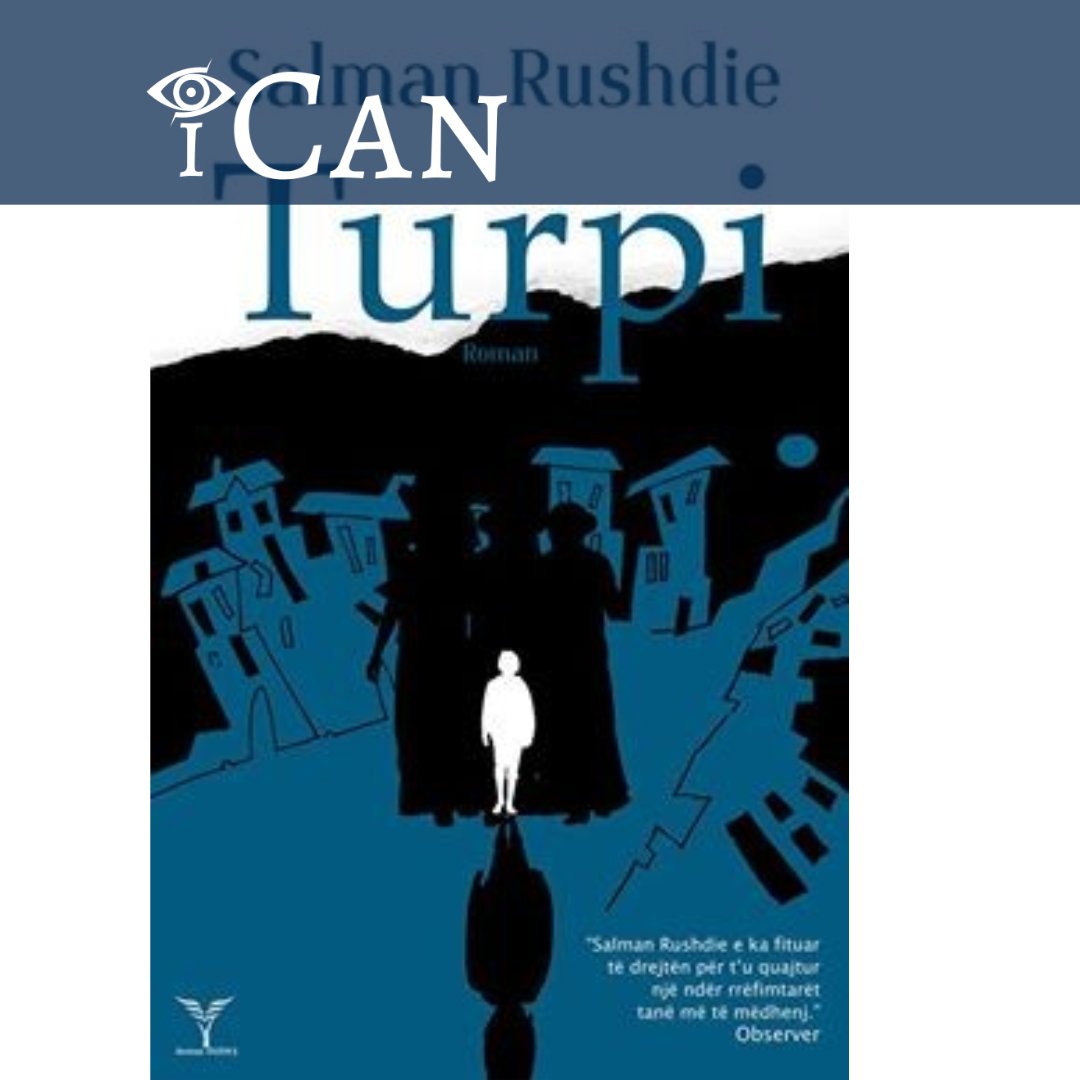 Salman Rushdie
iCAN
Turpi
Roman
"Salman Rushdie e ka fituar
të drejtën për t'u quajtur
një ndër rrëfimtarët
tanë më të mëdhenj."
Observer